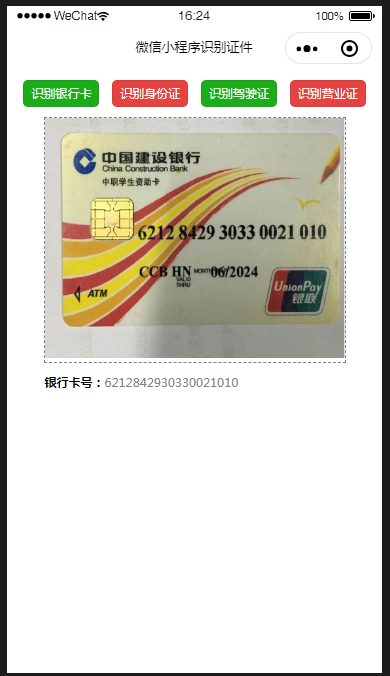 WeChat 16:24 100%
微信小程序识别证件
识别银行卡 识别身份证 识别驾驶证 识别营业证
中国建设银行
China Construction Bank
中职学生资助卡
6212 8429 3033 0021 010
CCB HN 06/2024
VALID
THRU
ATM
UnionPay
银联
银行卡号：6212842930330021010